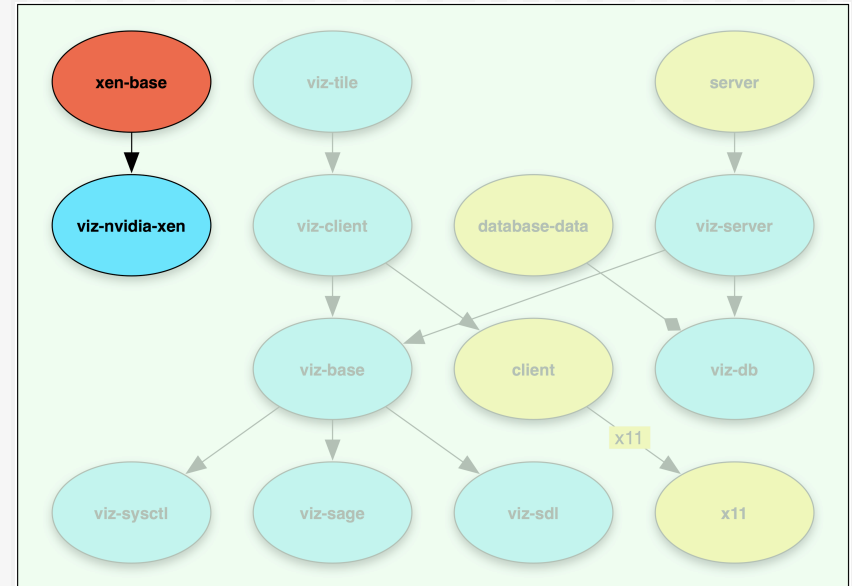 xen-base
viz-tile
server
viz-nvidia-xen
viz-client
database-data
viz-server
viz-base
client
viz-db
x11
viz-sysctl
viz-sage
viz-sdl
x11